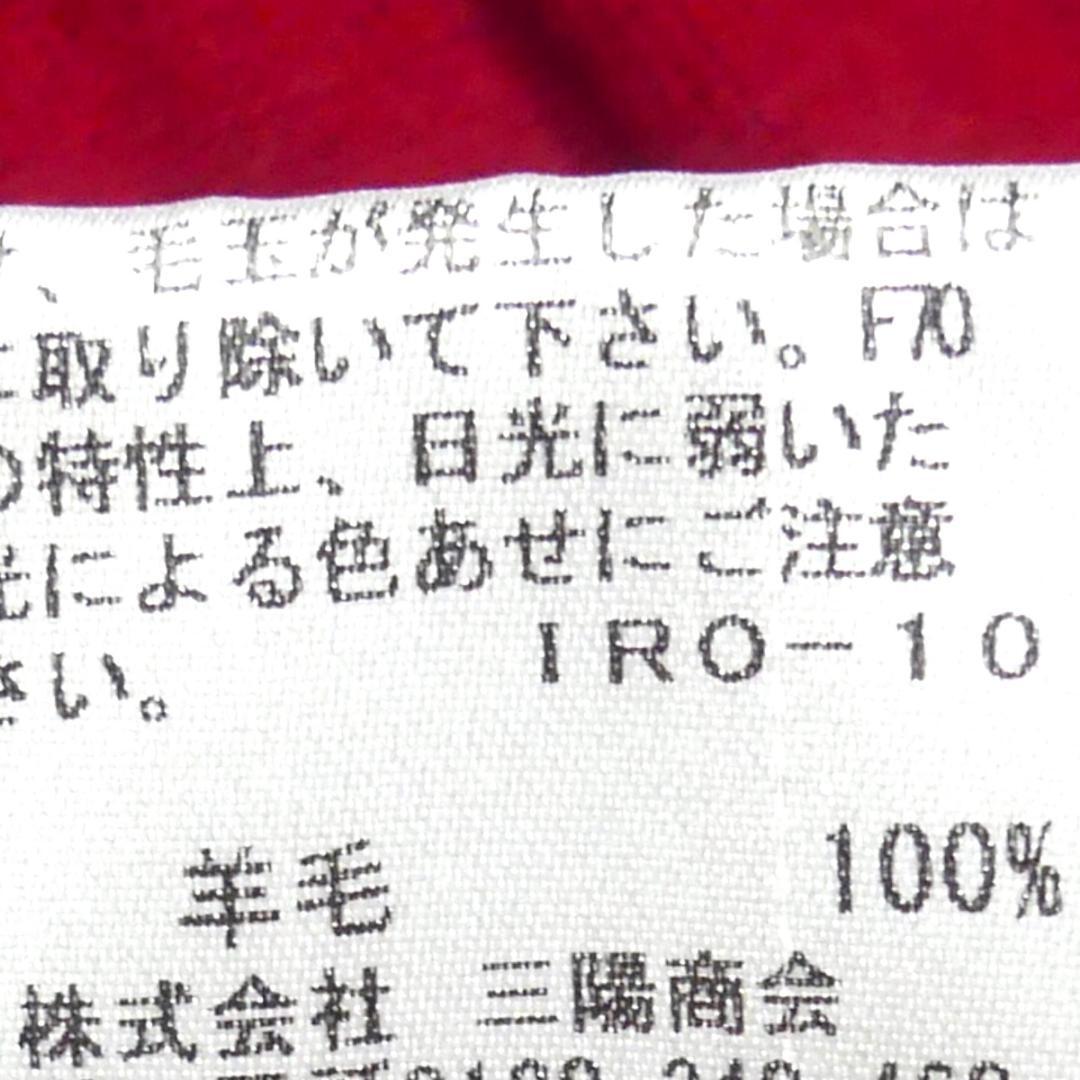 、毛玉が発生した場合は
取り除いて下さい。F70
の特性上、日光に弱いた
光による色あせにご注意
さい。 IRO-10
羊毛 100%
株式会社 三陽商会